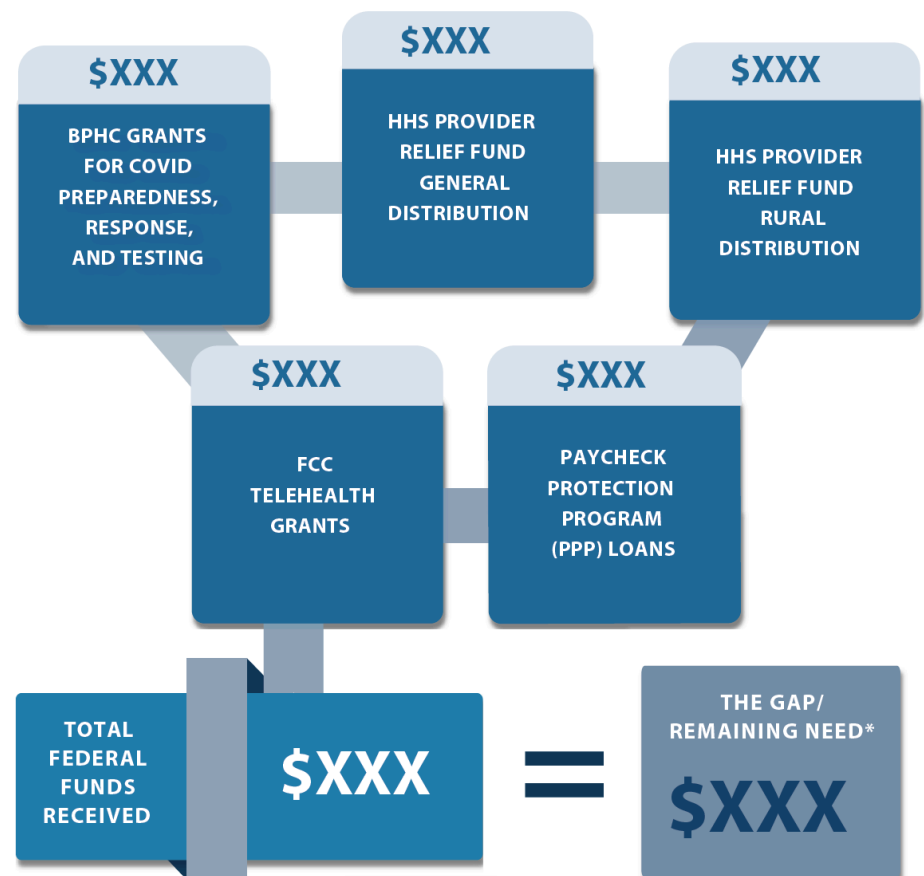 $XXX
BPHC GRANTS
FOR COVID
PREPAREDNESS,
RESPONSE,
AND TESTING
$XXX
HHS PROVIDER
RELIEF FUND
GENERAL
DISTRIBUTION
$XXX
HHS PROVIDER
RELIEF FUND
RURAL
DISTRIBUTION
$XXX
FCC
TELEHEALTH
GRANTS
$XXX
PAYCHECK
PROTECTION
PROGRAM
(PPP) LOANS
TOTAL
FEDERAL
FUNDS
RECEIVED
$XXX
=
THE GAP/
REMAINING NEED*
$XXX